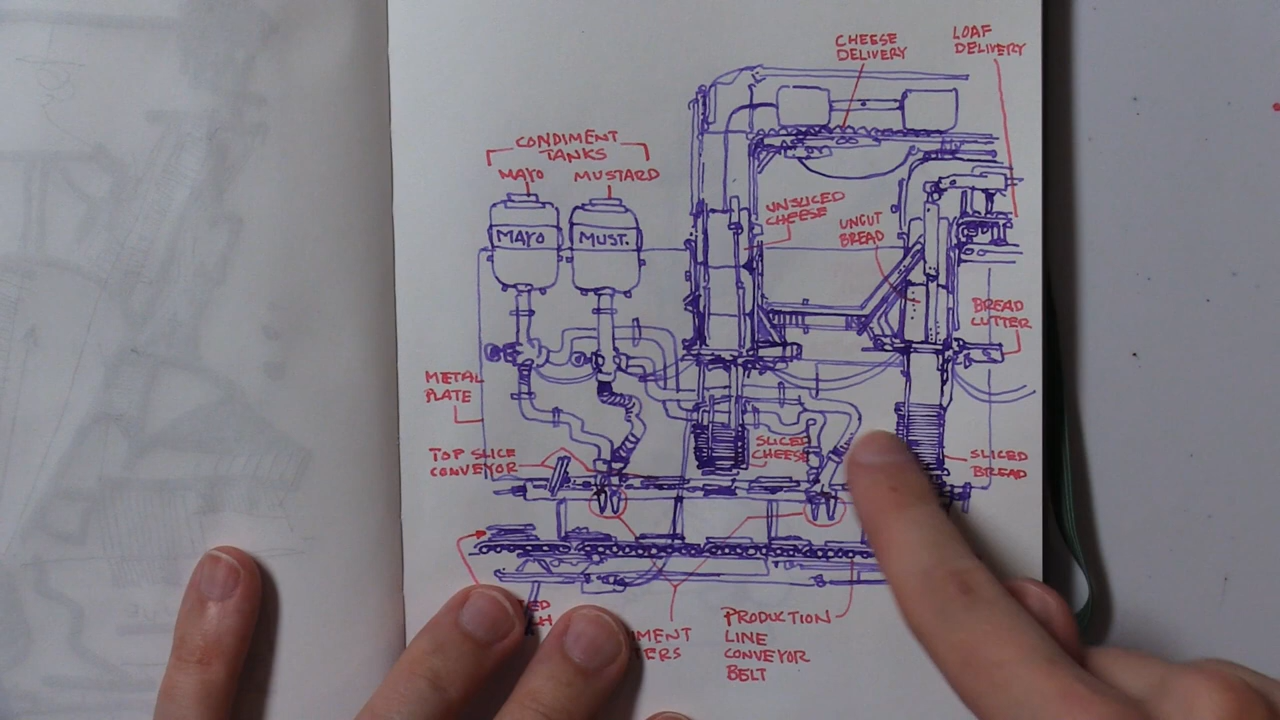 CHEESE
DELIVERY
LOAF
DELIVERY
CONDIMENT
TANKS
MAYO
MUSTARD
MAYO
MUST.
UNSLICED
CHEESE
UNCUT
BREAD
BREAD
CUTTER
METAL
PLATE
TOP SLICE
CONVEYOR
SLICED
CHEESE
SLICED
BREAD
PRODUCTION
LINE
CONVEYOR
BELT